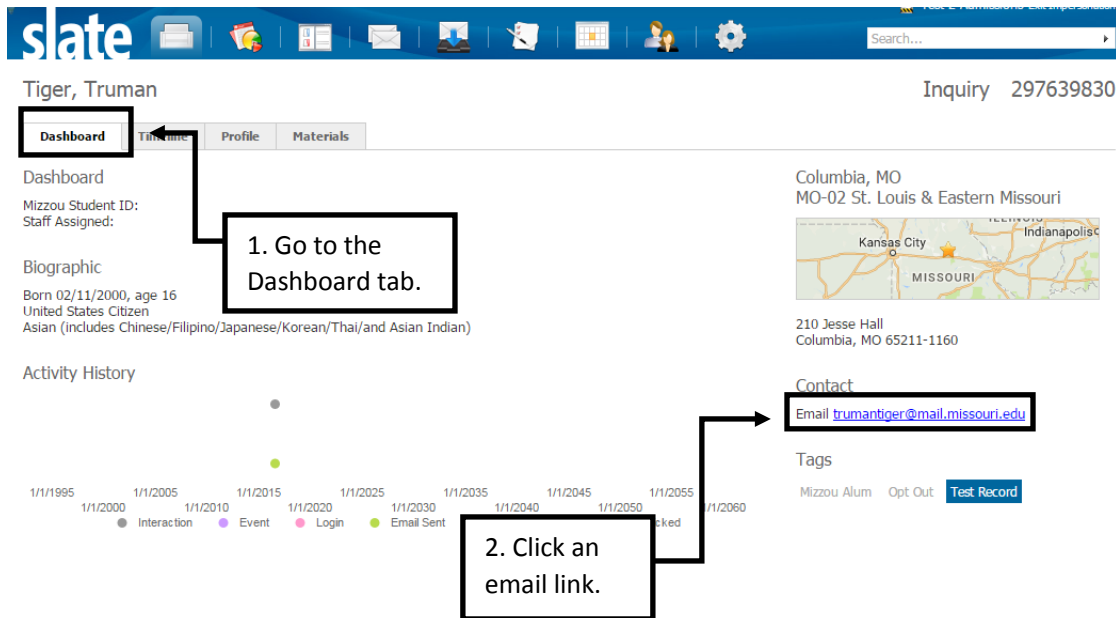 slate
Search...
Tiger, Truman
Inquiry 297639830
Dashboard Timeline Profile Materials
Dashboard
Mizzou Student ID:
Staff Assigned:
1. Go to the
Dashboard tab.
Biographic
Born 02/11/2000, age 16
United States Citizen
Asian (includes Chinese/Filipino/Japanese/Korean/Thai/and Asian Indian)
Activity History
1/1/1995 1/1/2005 1/1/2015 1/1/2025 1/1/2035 1/1/2045 1/1/2055
1/1/2000 1/1/2010 1/1/2020 1/1/2030 1/1/2040 1/1/2050 1/1/2060
Interaction Event Login Email Sent
2. Click an
email link.
Columbia, MO
MO-02 St. Louis & Eastern Missouri
Indianapolis
Kansas City
MISSOURI
210 Jesse Hall
Columbia, MO 65211-1160
Contact
Email trumantiger@mail.missouri.edu
Tags
Mizzou Alum Opt Out Test Record